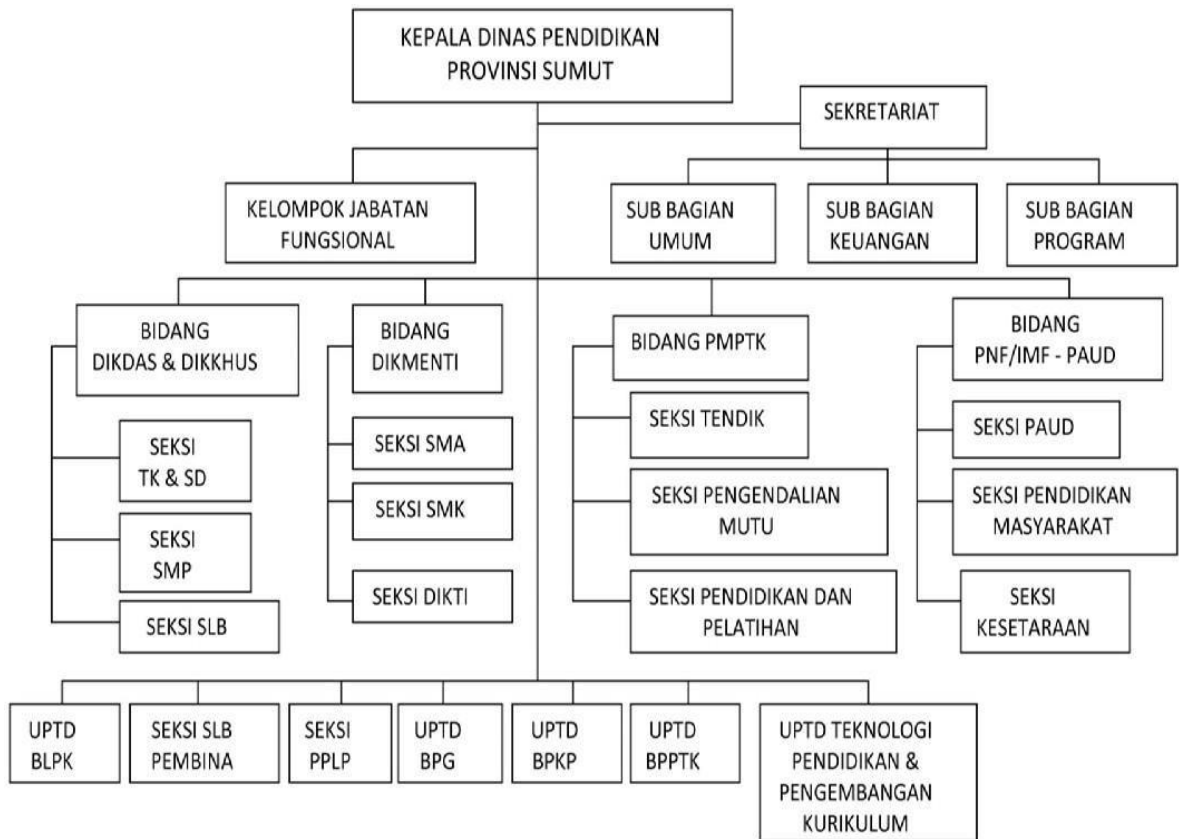 KEPALA DINAS PENDIDIKAN
PROVINSI SUMUT
SEKRETARIAT
KELOMPOK JABATAN
FUNGSIONAL
SUB BAGIAN
UMUM
SUB BAGIAN
KEUANGAN
SUB BAGIAN
PROGRAM
BIDANG
DIKDAS & DIKKHUS
SEKSI
TK & SD
SEKSI
SMP
SEKSI SLB
BIDANG
DIKMENTI
SEKSI SMA
SEKSI SMK
SEKSI DIKTI
BIDANG PMPTK
SEKSI TENDIK
SEKSI PENGENDALIAN
MUTU
SEKSI PENDIDIKAN DAN
PELATIHAN
BIDANG
PNF/IMF - PAUD
SEKSI PAUD
SEKSI PENDIDIKAN
MASYARAKAT
SEKSI
KESETARAAN
UPTD
BLPK
SEKSI SLB
PEMBINA
SEKSI
PPLP
UPTD
BPG
UPTD
BPKP
UPTD
BPPTK
UPTD TEKNOLOGI
PENDIDIKAN &
PENGEMBANGAN
KURIKULUM